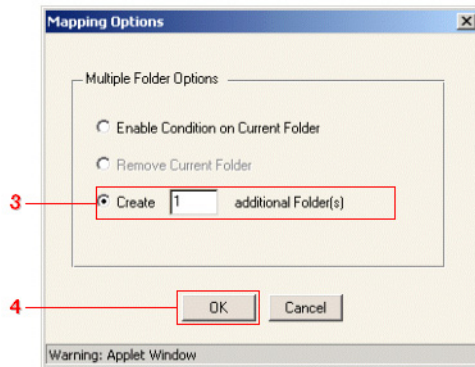 Mapping Options
Multiple Folder Options
Enable Condition on Current Folder
Remove Current Folder
3 Create 1 additional Folder(s)
4 OK Cancel
Warning: Applet Window